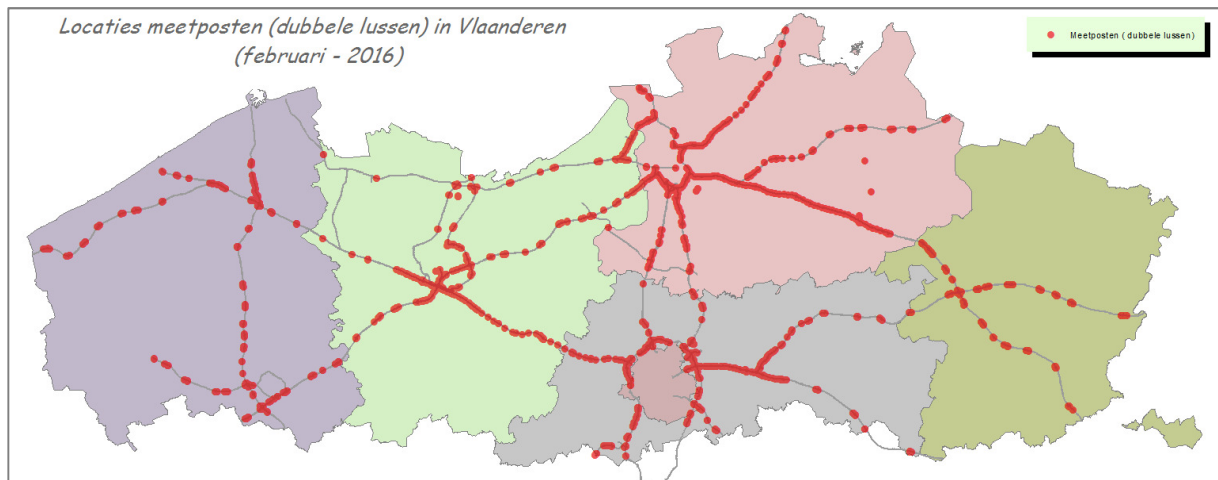 Locaties meetposten (dubbele lussen) in Vlaanderen
(februari - 2016)
Meetposten ( dubbele lussen)